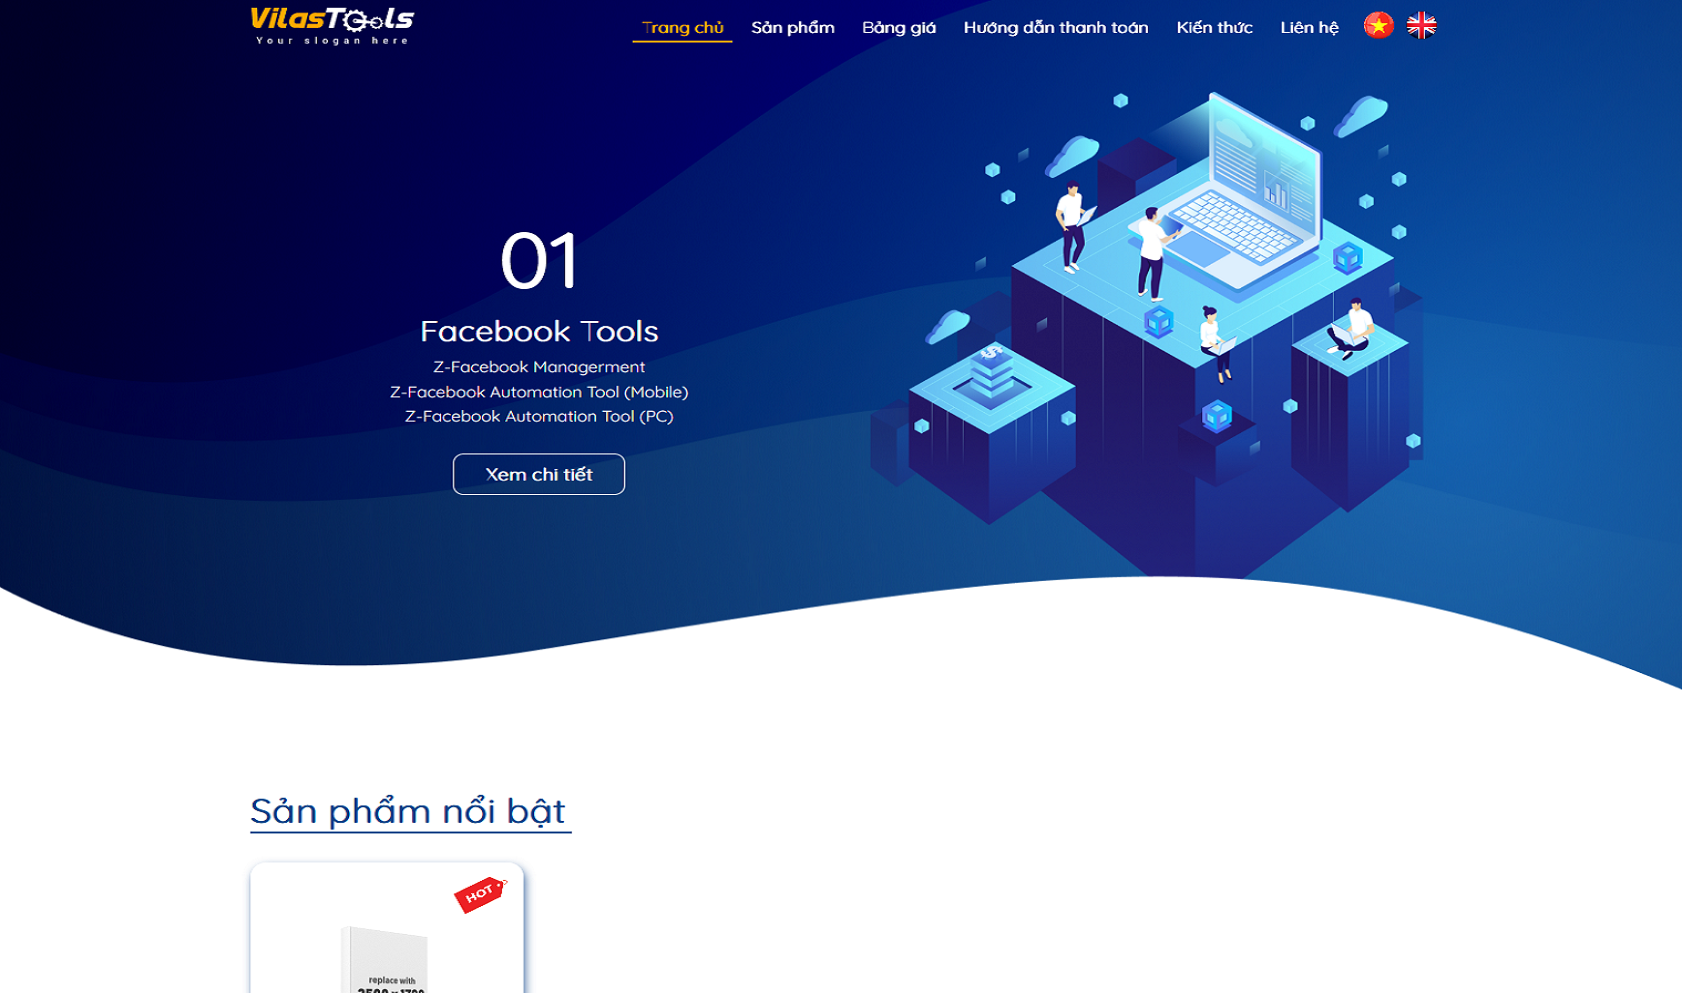 VilasTools
Your slogan here
Trang chủ Sản phẩm Bảng giá Hướng dẫn thanh toán Kiến thức Liên hệ
01
Facebook Tools
Z-Facebook Managerment
Z-Facebook Automation Tool (Mobile)
Z-Facebook Automation Tool (PC)
Xem chi tiết
Sản phẩm nổi bật
HOT
replace with